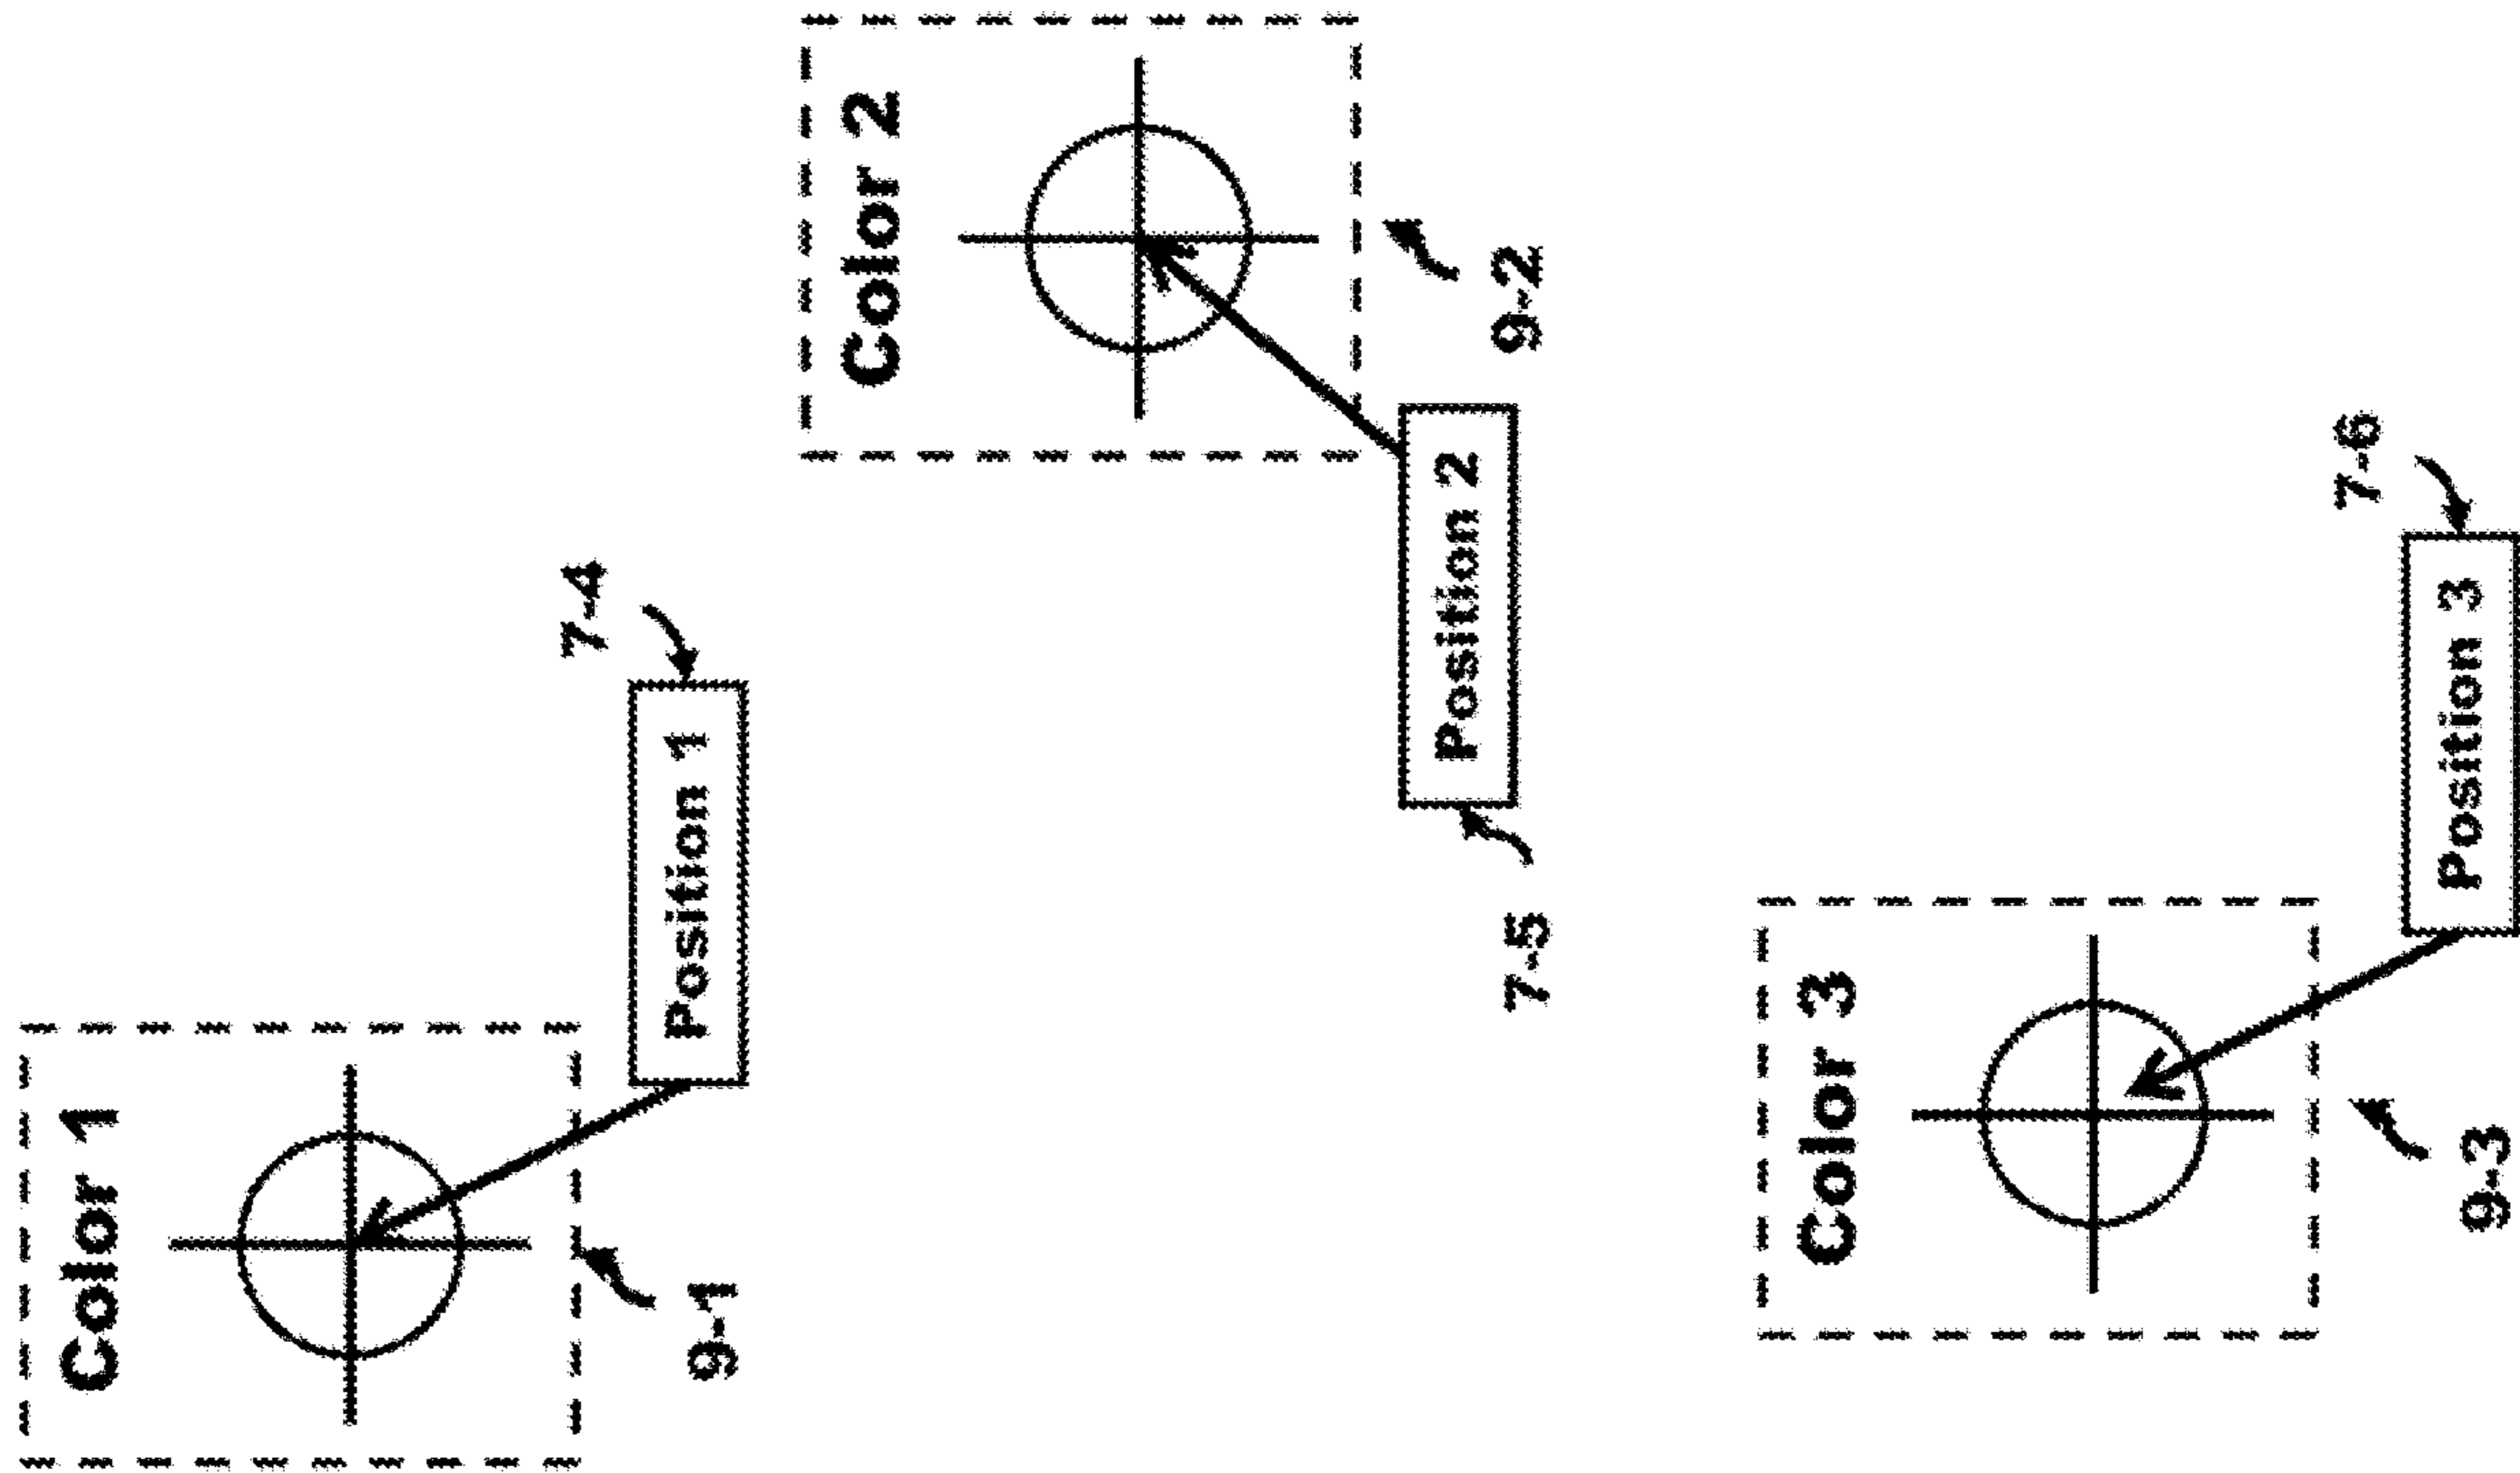 Color 1
9-1
Position 1
7-4
Color 2
9-2
Position 2
7-5
Color 3
9-3
Position 3
7-6